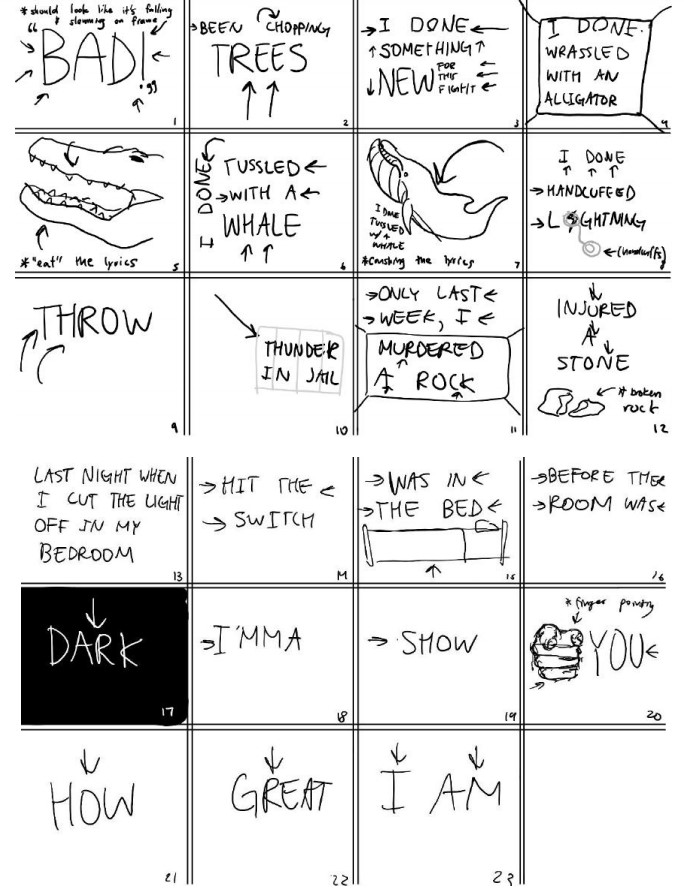 * should look like it's falling
& slamming on frame
"BAD!"
1
BEEN CHOPPING
TREES
2
I DONE
SOMETHING
NEW FOR
THIS
FIGHT
3
I DONE
WRASSLED
WITH AN
ALLIGATOR
4
* "eat" the lyrics
5
I DONE
TUSSLED
WITH A
WHALE
6
I DONE
TUSSLED
W/ A
WHALE
* Crushing the lyrics
7
I DONE
HANDCUFFED
LIGHTNING
(handcuffs)
8
THROW
9
THUNDER
IN JAIL
10
ONLY LAST
WEEK, I
MURDERED
A ROCK
11
INJURED
A
STONE
* broken
rock
12
LAST NIGHT WHEN
I CUT THE LIGHT
OFF IN MY
BEDROOM
13
HIT THE
SWITCH
14
WAS IN
THE BED
15
BEFORE THE
ROOM WAS
16
DARK
17
I'MMA
18
SHOW
19
* finger pointing
YOU
20
HOW
21
GREAT
22
I AM
23